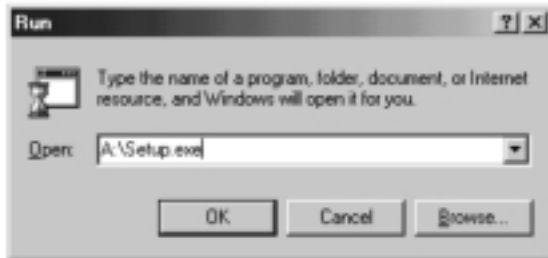 Run
? ×
Type the name of a program, folder, document, or Internet
resource, and Windows will open it for you.
Open: A:\Setup.exe
OK Cancel Browse...